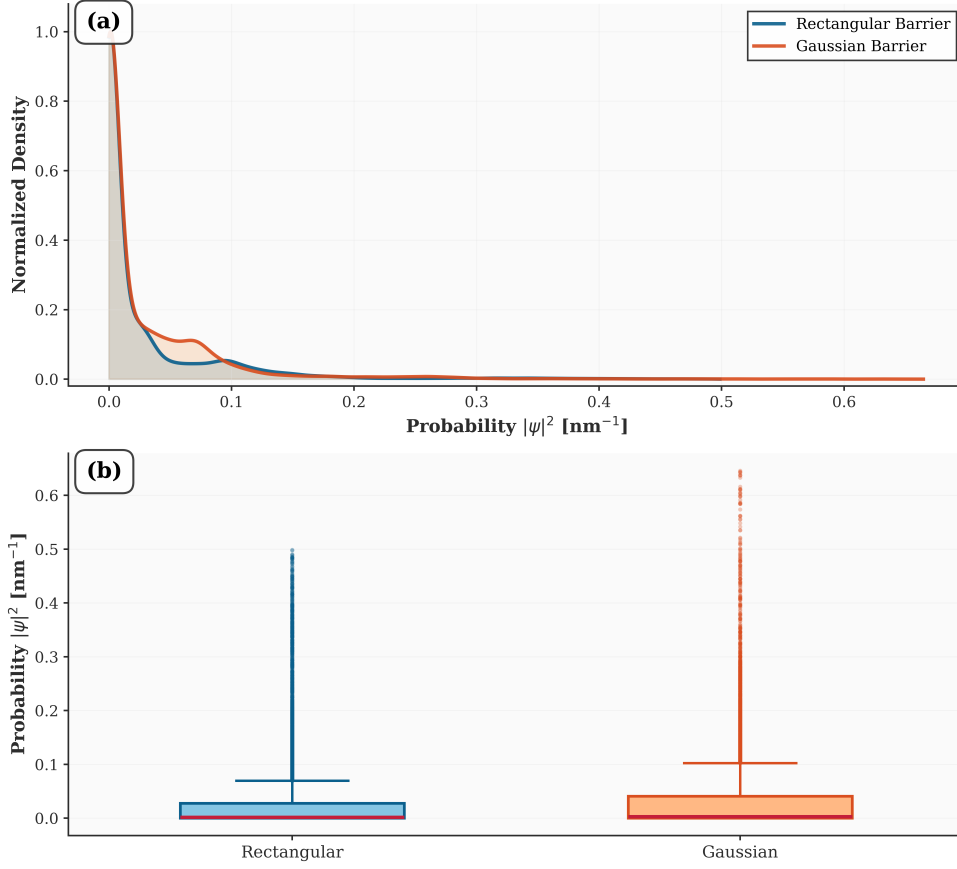 (a)
Rectangular Barrier
Gaussian Barrier
Normalized Density
1.0
0.8
0.6
0.4
0.2
0.0
0.0 0.1 0.2 0.3 0.4 0.5 0.6
Probability |ψ|² [nm⁻¹]
(b)
Probability |ψ|² [nm⁻¹]
0.6
0.5
0.4
0.3
0.2
0.1
0.0
Rectangular Gaussian